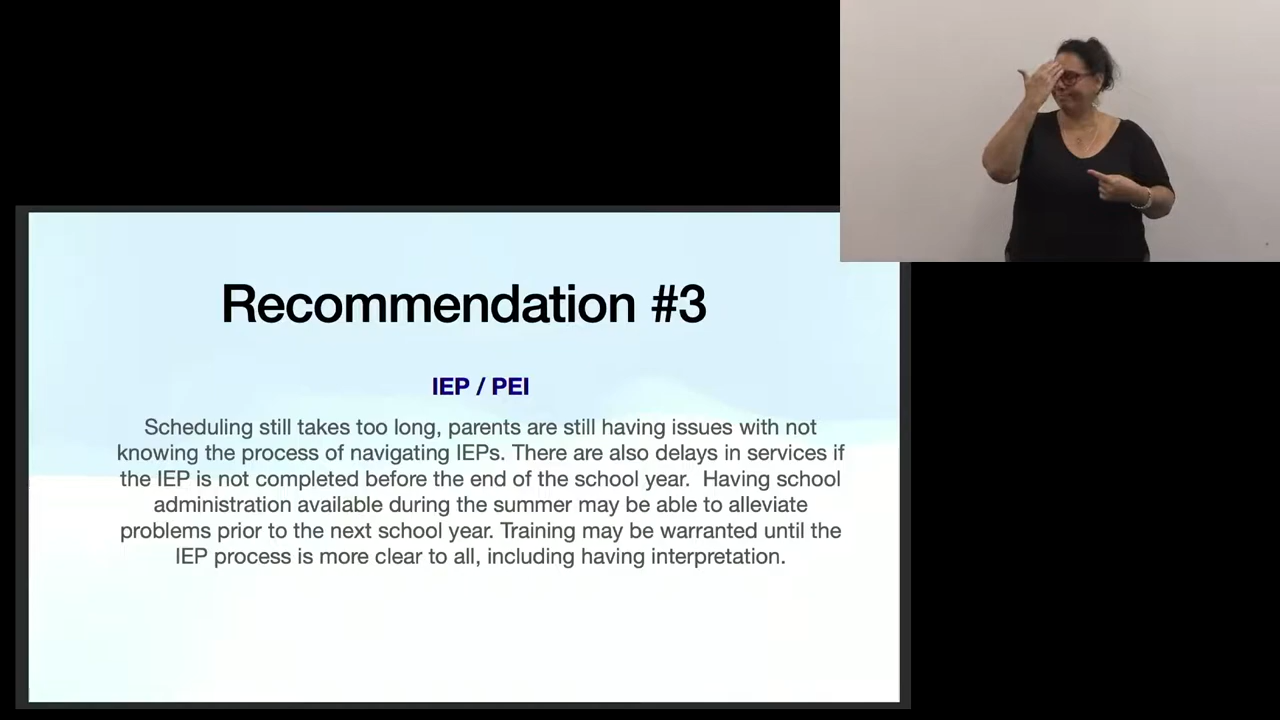 Recommendation #3
IEP / PEI
Scheduling still takes too long, parents are still having issues with not
knowing the process of navigating IEPs. There are also delays in services if
the IEP is not completed before the end of the school year.  Having school
administration available during the summer may be able to alleviate
problems prior to the next school year. Training may be warranted until the
IEP process is more clear to all, including having interpretation.